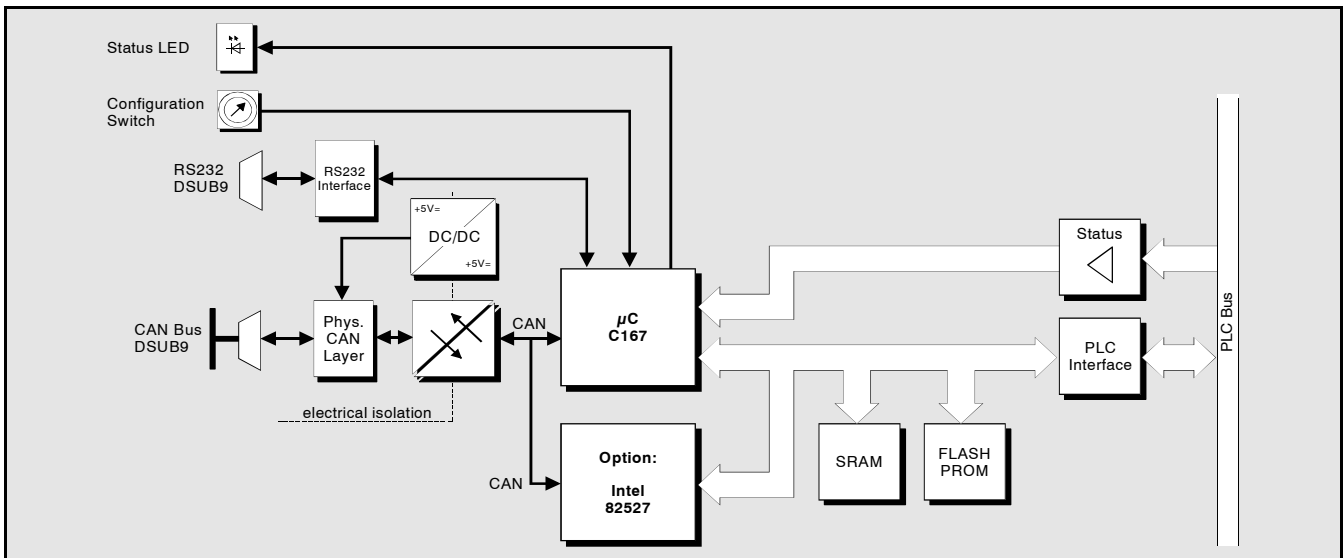 Status LED
Configuration
Switch
RS232
DSUB9
RS232
Interface
+5V=
DC/DC
+5V=
CAN Bus
DSUB9
Phys.
CAN
Layer
CAN
µC
C167
electrical isolation
CAN
Option:
Intel
82527
Status
PLC
Interface
PLC Bus
SRAM
FLASH
PROM